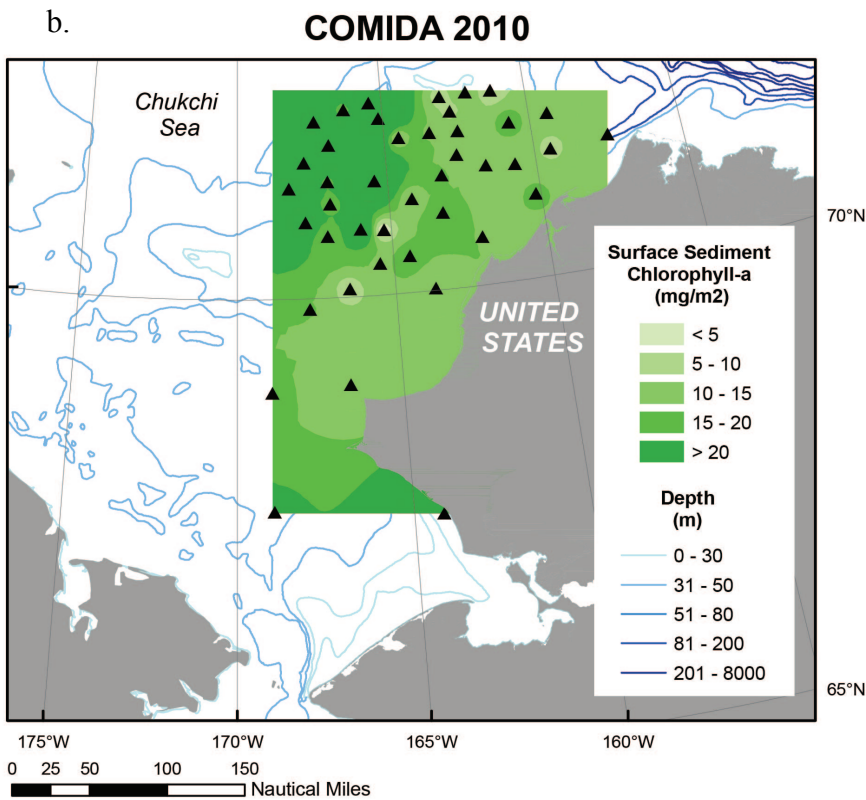 b.
COMIDA 2010
Chukchi
Sea
70°N
Surface Sediment
Chlorophyll-a
(mg/m2)
< 5
5 - 10
10 - 15
15 - 20
> 20
UNITED
STATES
Depth
(m)
0 - 30
31 - 50
51 - 80
81 - 200
201 - 8000
65°N
175°W
170°W
165°W
160°W
0 25 50 100 150
Nautical Miles